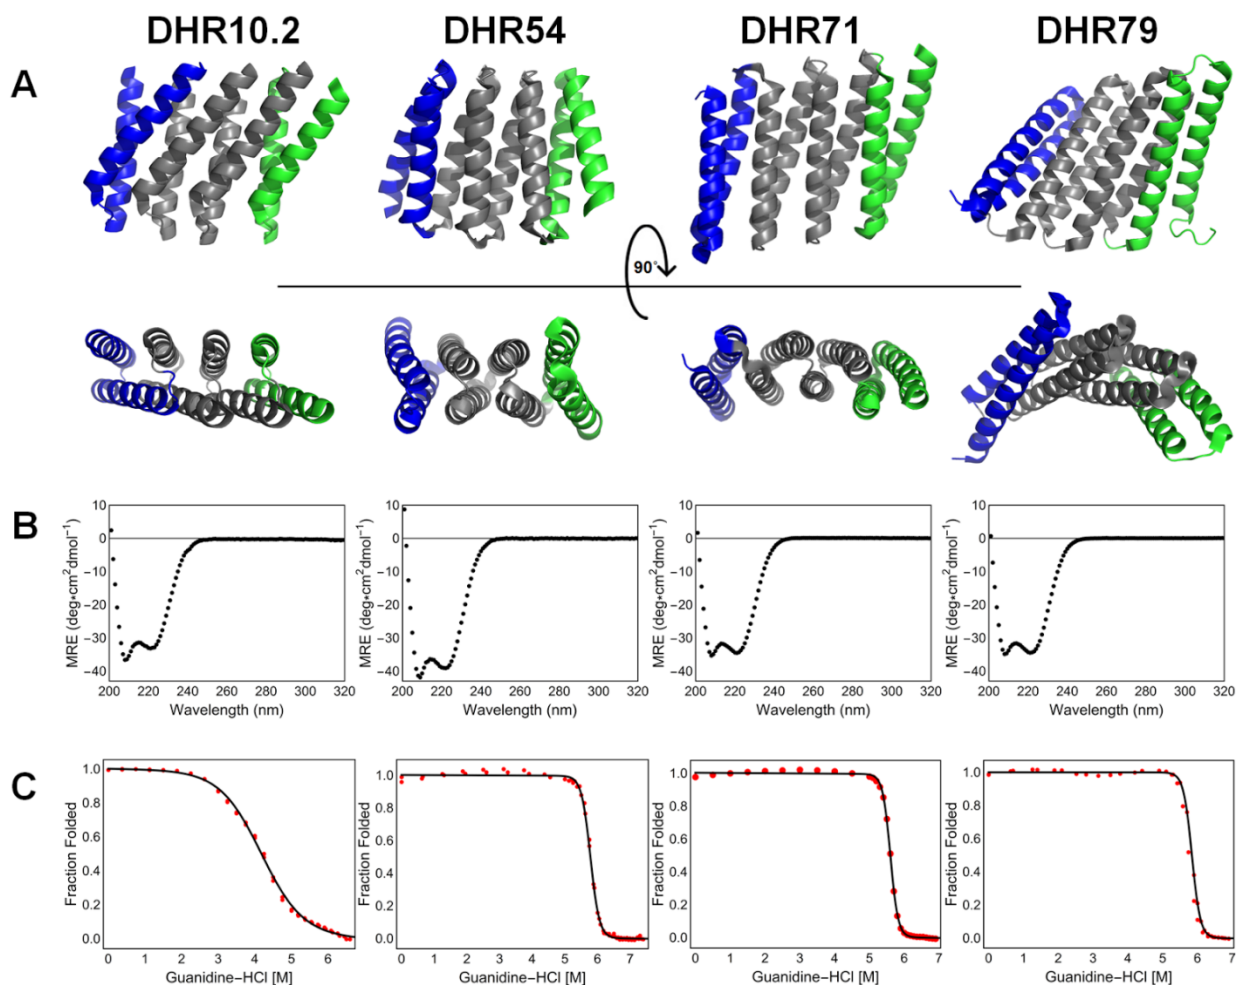 DHR10.2 DHR54 DHR71 DHR79
A
90°
B
10 10 10 10
0 0 0 0
−10 −10 −10 −10
−20 −20 −20 −20
−30 −30 −30 −30
−40 −40 −40 −40
MRE (deg∗cm²dmol⁻¹) MRE (deg∗cm²dmol⁻¹) MRE (deg∗cm²dmol⁻¹) MRE (deg∗cm²dmol⁻¹)
200 220 240 260 280 300 320 200 220 240 260 280 300 320 200 220 240 260 280 300 320 200 220 240 260 280 300 320
Wavelength (nm) Wavelength (nm) Wavelength (nm) Wavelength (nm)
C
1.0 1.0 1.0 1.0
0.8 0.8 0.8 0.8
0.6 0.6 0.6 0.6
0.4 0.4 0.4 0.4
0.2 0.2 0.2 0.2
0.0 0.0 0.0 0.0
Fraction Folded Fraction Folded Fraction Folded Fraction Folded
0 1 2 3 4 5 6 0 1 2 3 4 5 6 7 0 1 2 3 4 5 6 7 0 1 2 3 4 5 6 7
Guanidine−HCl [M] Guanidine−HCl [M] Guanidine−HCl [M] Guanidine−HCl [M]